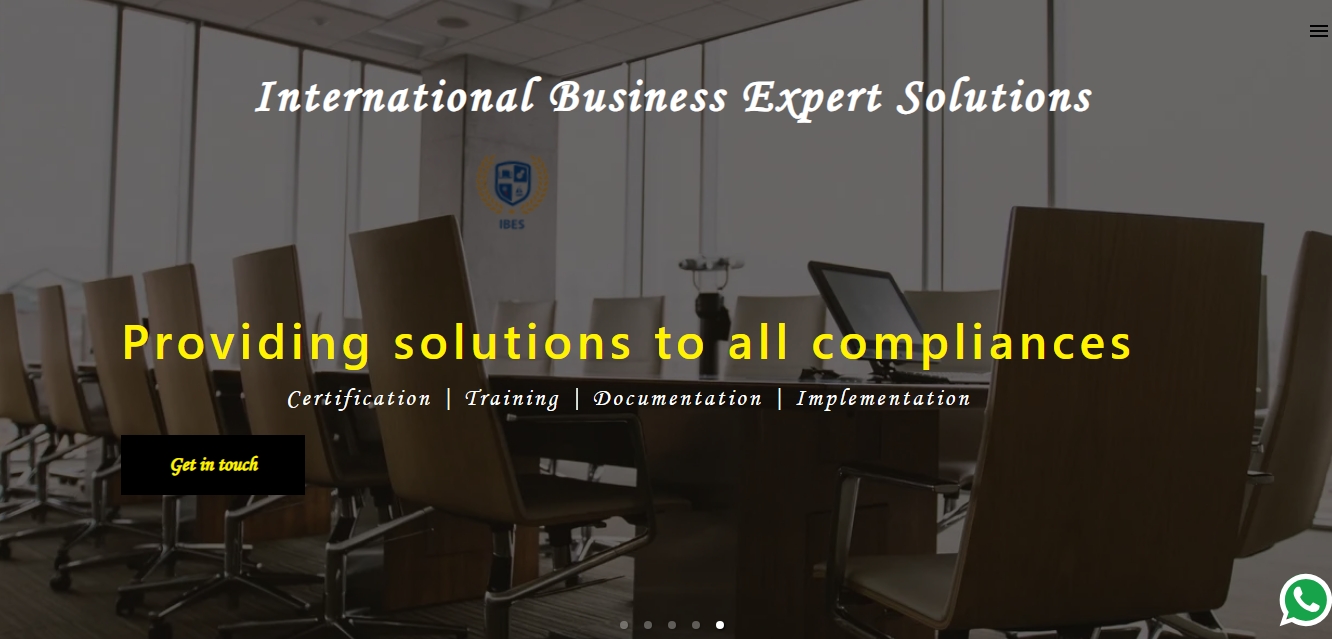 International Business Expert Solutions
IBES
Providing solutions to all compliances
Certification | Training | Documentation | Implementation
Get in touch